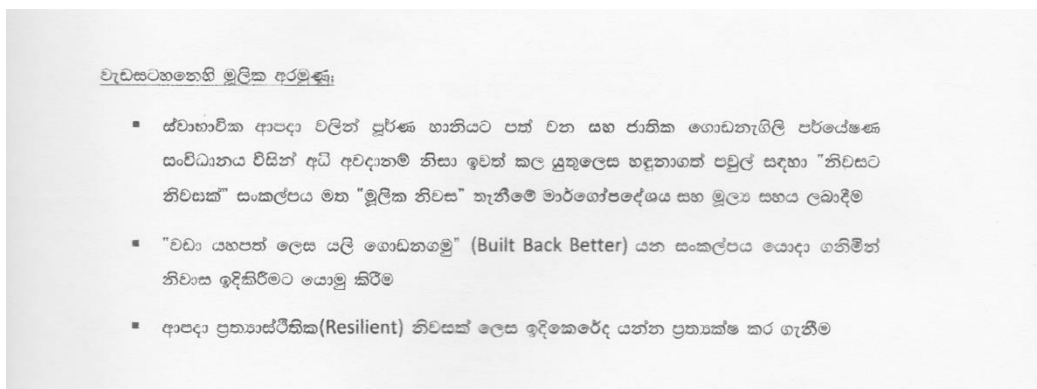 වැඩසටහනෙහි මූලික අරමුණු;
▪ ස්වාභාවික ආපදා වලින් පූර්ණ හානියට පත් වන සහ ජාතික ගොඩනැගිලි පර්යේෂණ
සංවිධානය විසින් අධි අවදානම් නිසා ඉවත් කල යුතුලෙස හඳුනාගත් පවුල් සඳහා "නිවසට
නිවසක්" සංකල්පය මත "මූලික නිවස" තැනීමේ මාර්ගෝපදේශය සහ මූල්‍ය සහය ලබාදීම
▪ "වඩා යහපත් ලෙස යලි ගොඩනගමු" (Built Back Better) යන සංකල්පය යොදා ගනිමින්
නිවාස ඉදිකිරීමට යොමු කිරීම
▪ ආපදා ප්‍රත්‍යාස්ථිතික(Resilient) නිවසක් ලෙස ඉදිකෙරේද යන්න ප්‍රත්‍යක්ෂ කර ගැනීම